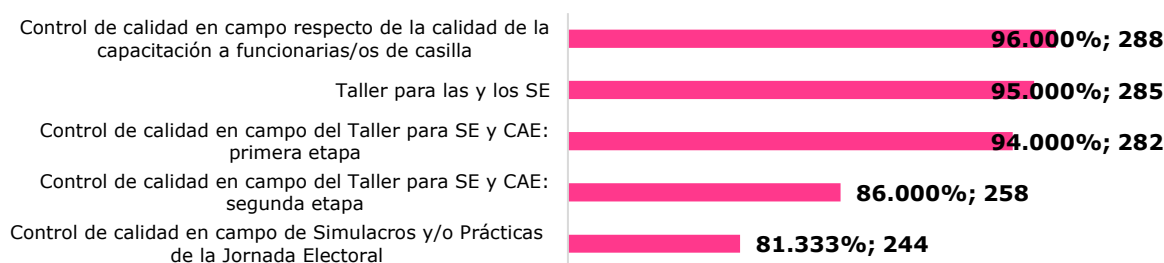 Control de calidad en campo respecto de la calidad de la
capacitación a funcionarias/os de casilla
96.000%; 288
Taller para las y los SE
95.000%; 285
Control de calidad en campo del Taller para SE y CAE:
primera etapa
94.000%; 282
Control de calidad en campo del Taller para SE y CAE:
segunda etapa
86.000%; 258
Control de calidad en campo de Simulacros y/o Prácticas
de la Jornada Electoral
81.333%; 244